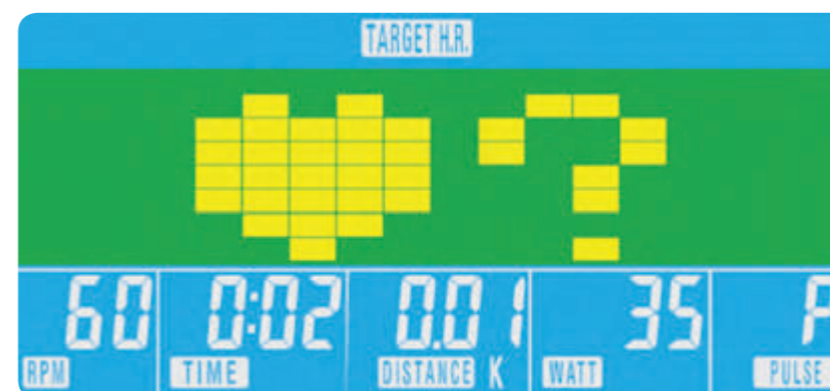 TARGET H.R.
?
60 0:02 0.01 35 P
RPM TIME DISTANCE K WATT PULSE